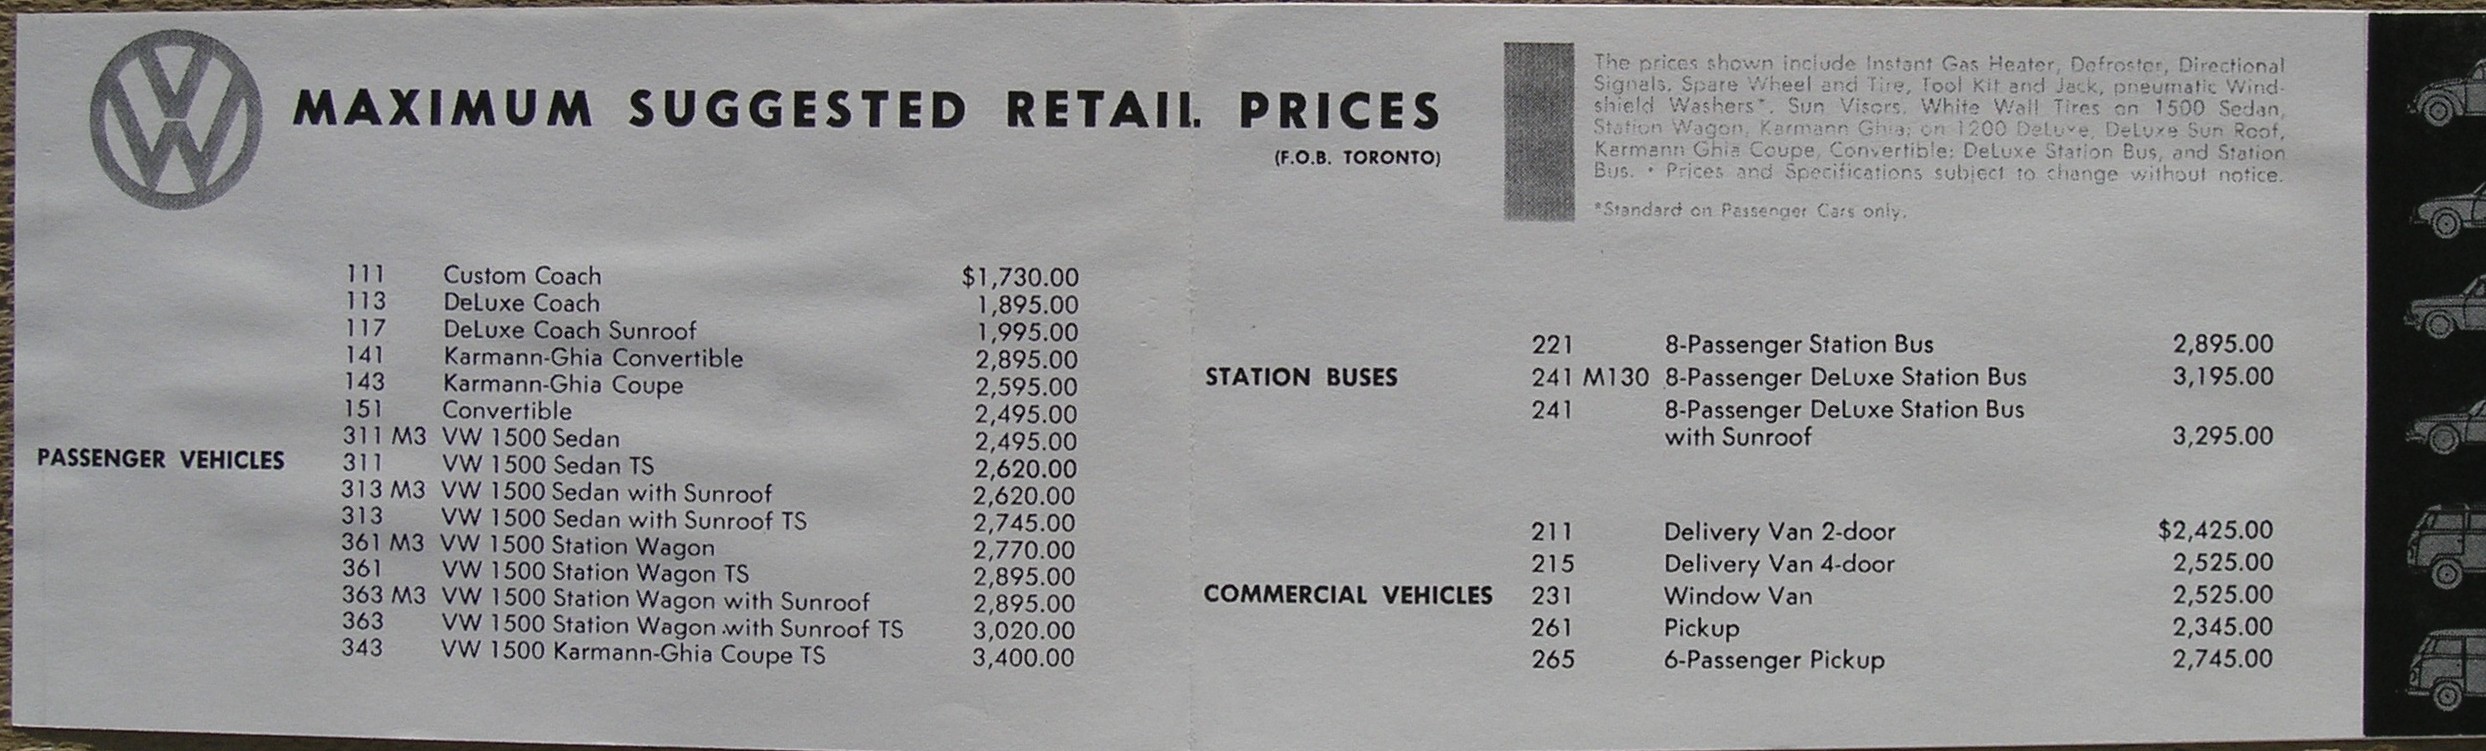 VW
MAXIMUM SUGGESTED RETAIL PRICES
(F.O.B. TORONTO)
The prices shown include Instant Gas Heater, Defroster, Directional
Signals, Spare Wheel and Tire, Tool Kit and Jack, pneumatic Wind-
shield Washers*, Sun Visors, White Wall Tires on 1500 Sedan,
Station Wagon, Karmann Ghia; on 1200 DeLuxe, DeLuxe Sun Roof,
Karmann Ghia Coupe, Convertible; DeLuxe Station Bus, and Station
Bus. • Prices and Specifications subject to change without notice.
*Standard on Passenger Cars only.
PASSENGER VEHICLES
111 Custom Coach $1,730.00
113 DeLuxe Coach 1,895.00
117 DeLuxe Coach Sunroof 1,995.00
141 Karmann-Ghia Convertible 2,895.00
143 Karmann-Ghia Coupe 2,595.00
151 Convertible 2,495.00
311 M3 VW 1500 Sedan 2,495.00
311 VW 1500 Sedan TS 2,620.00
313 M3 VW 1500 Sedan with Sunroof 2,620.00
313 VW 1500 Sedan with Sunroof TS 2,745.00
361 M3 VW 1500 Station Wagon 2,770.00
361 VW 1500 Station Wagon TS 2,895.00
363 M3 VW 1500 Station Wagon with Sunroof 2,895.00
363 VW 1500 Station Wagon with Sunroof TS 3,020.00
343 VW 1500 Karmann-Ghia Coupe TS 3,400.00
STATION BUSES
221 8-Passenger Station Bus 2,895.00
241 M130 8-Passenger DeLuxe Station Bus 3,195.00
241 8-Passenger DeLuxe Station Bus
with Sunroof 3,295.00
COMMERCIAL VEHICLES
211 Delivery Van 2-door $2,425.00
215 Delivery Van 4-door 2,525.00
231 Window Van 2,525.00
261 Pickup 2,345.00
265 6-Passenger Pickup 2,745.00